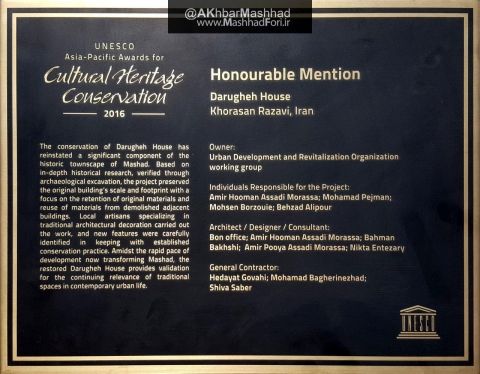 @AKhbarMashhad
www.MashhadFori.ir
UNESCO
Asia-Pacific Awards for
Cultural Heritage
Conservation
2016
The conservation of Darugheh House has
reinstated a significant component of the
historic townscape of Mashad. Based on
in-depth historical research, verified through
archaeological excavation, the project preserved
the original building's scale and footprint with a
focus on the retention of original materials and
reuse of materials from demolished adjacent
buildings. Local artisans specializing in
traditional architectural decoration carried out
the work, and new features were carefully
identified in keeping with established
conservation practice. Amidst the rapid pace of
development now transforming Mashad, the
restored Darugheh House provides validation
for the continuing relevance of traditional
spaces in contemporary urban life.
Honourable Mention
Darugheh House
Khorasan Razavi, Iran
Owner:
Urban Development and Revitalization Organization
working group
Individuals Responsible for the Project:
Amir Hooman Assadi Morassa; Mohamad Pejman;
Mohsen Borzouie; Behzad Alipour
Architect / Designer / Consultant:
Bon office; Amir Hooman Assadi Morassa; Bahman
Bakhshi; Amir Pooya Assadi Morassa; Nikta Entezary
General Contractor:
Hedayat Govahi; Mohamad Bagherinezhad;
Shiva Saber
UNESCO